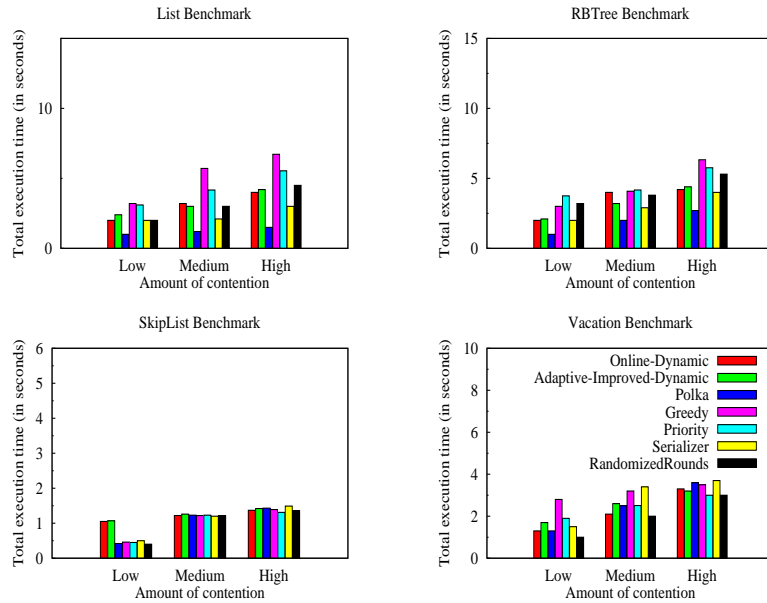 List Benchmark
Total execution time (in seconds)
10
0
Low Medium High
Amount of contention
RBTree Benchmark
Total execution time (in seconds)
15
10
5
0
Low Medium High
Amount of contention
SkipList Benchmark
Total execution time (in seconds)
6
5
4
3
2
1
0
Low Medium High
Amount of contention
Vacation Benchmark
Total execution time (in seconds)
10
8
6
4
2
0
Online-Dynamic
Adaptive-Improved-Dynamic
Polka
Greedy
Priority
Serializer
RandomizedRounds
Low Medium High
Amount of contention